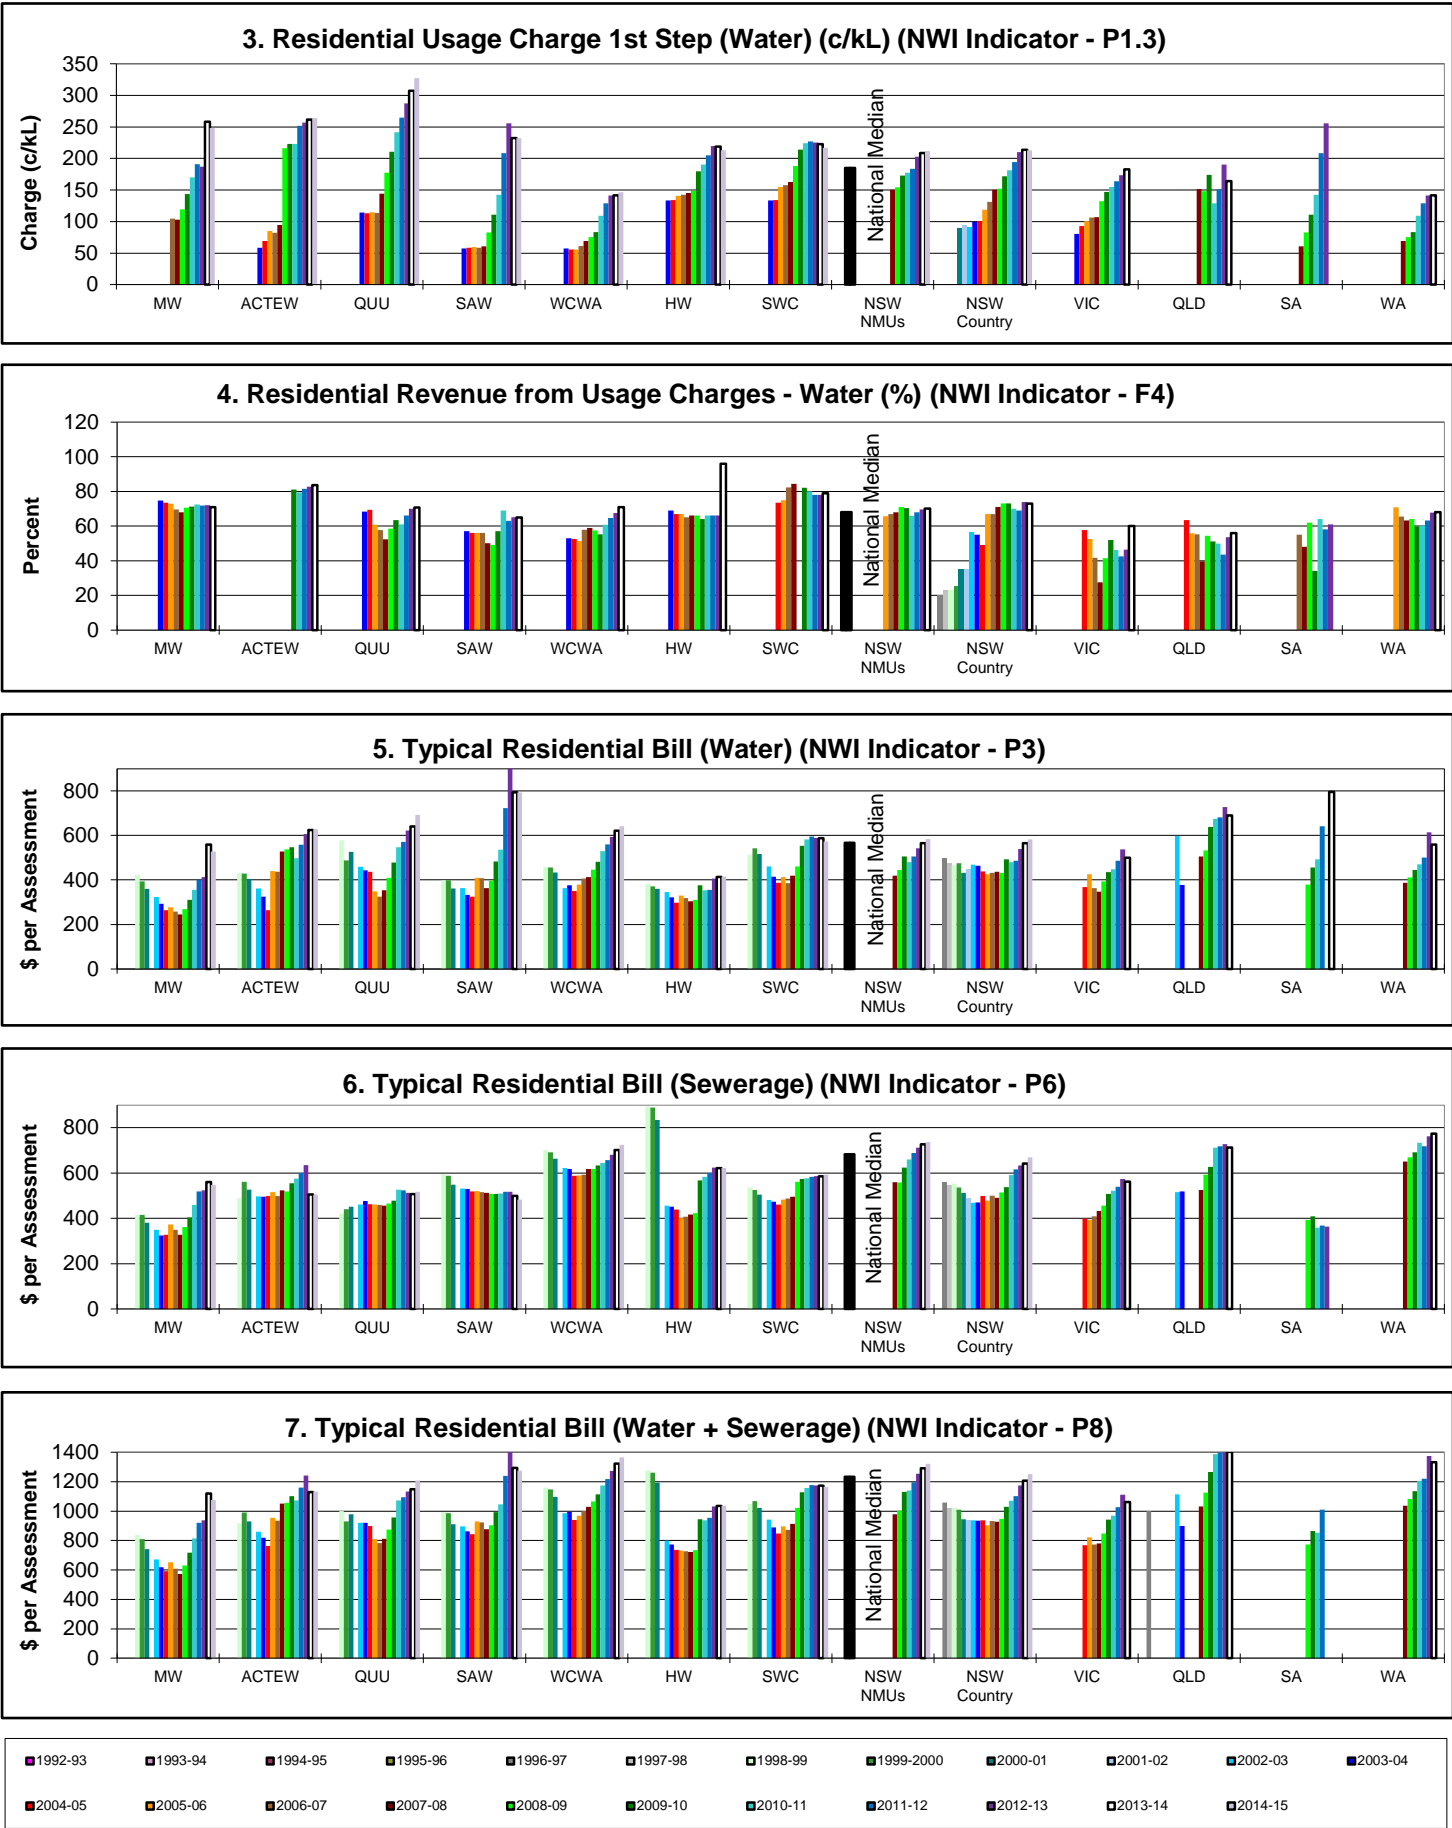 3. Residential Usage Charge 1st Step (Water) (c/kL) (NWI Indicator - P1.3)
Charge (c/kL)
350
300
250
200
150
100
50
0
National Median
MW ACTEW QUU SAW WCWA HW SWC NSW NMUs NSW Country VIC QLD SA WA
4. Residential Revenue from Usage Charges - Water (%) (NWI Indicator - F4)
Percent
120
100
80
60
40
20
0
National Median
MW ACTEW QUU SAW WCWA HW SWC NSW NMUs NSW Country VIC QLD SA WA
5. Typical Residential Bill (Water) (NWI Indicator - P3)
$ per Assessment
800
600
400
200
0
National Median
MW ACTEW QUU SAW WCWA HW SWC NSW NMUs NSW Country VIC QLD SA WA
6. Typical Residential Bill (Sewerage) (NWI Indicator - P6)
$ per Assessment
800
600
400
200
0
National Median
MW ACTEW QUU SAW WCWA HW SWC NSW NMUs NSW Country VIC QLD SA WA
7. Typical Residential Bill (Water + Sewerage) (NWI Indicator - P8)
$ per Assessment
1400
1200
1000
800
600
400
200
0
National Median
MW ACTEW QUU SAW WCWA HW SWC NSW NMUs NSW Country VIC QLD SA WA
1992-93 1993-94 1994-95 1995-96 1996-97 1997-98 1998-99 1999-2000 2000-01 2001-02 2002-03 2003-04
2004-05 2005-06 2006-07 2007-08 2008-09 2009-10 2010-11 2011-12 2012-13 2013-14 2014-15